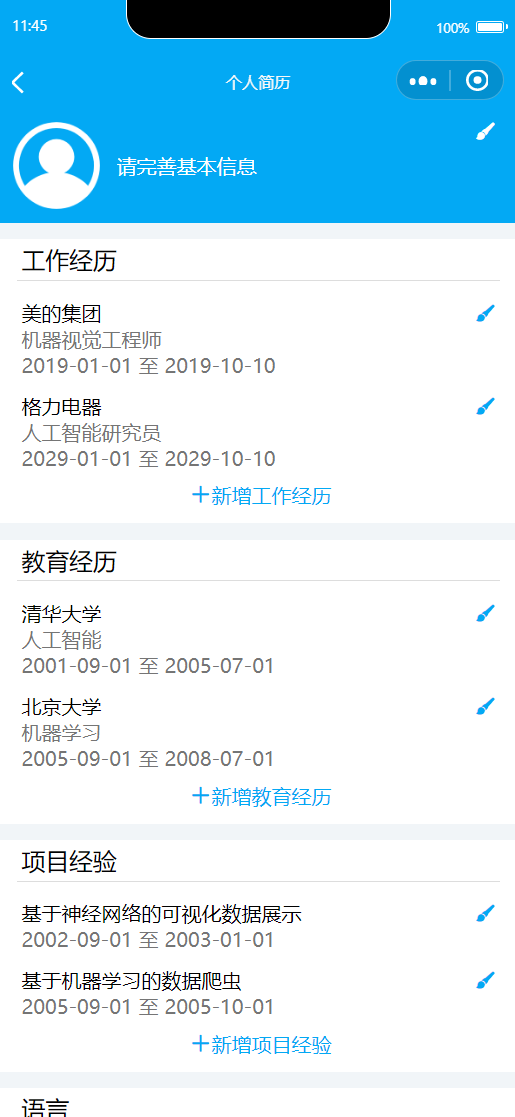 11:45
100%
个人简历
请完善基本信息
工作经历
美的集团
机器视觉工程师
2019-01-01 至 2019-10-10
格力电器
人工智能研究员
2029-01-01 至 2029-10-10
+新增工作经历
教育经历
清华大学
人工智能
2001-09-01 至 2005-07-01
北京大学
机器学习
2005-09-01 至 2008-07-01
+新增教育经历
项目经验
基于神经网络的可视化数据展示
2002-09-01 至 2003-01-01
基于机器学习的数据爬虫
2005-09-01 至 2005-10-01
+新增项目经验
语言